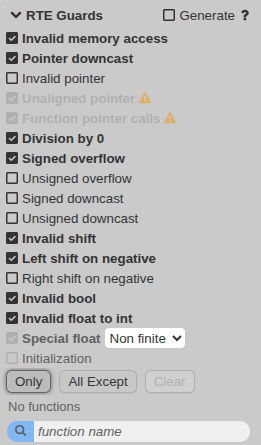 RTE Guards Generate ?
Invalid memory access
Pointer downcast
Invalid pointer
Unaligned pointer
Function pointer calls
Division by 0
Signed overflow
Unsigned overflow
Signed downcast
Unsigned downcast
Invalid shift
Left shift on negative
Right shift on negative
Invalid bool
Invalid float to int
Special float Non finite
Initialization
Only All Except Clear
No functions
function name